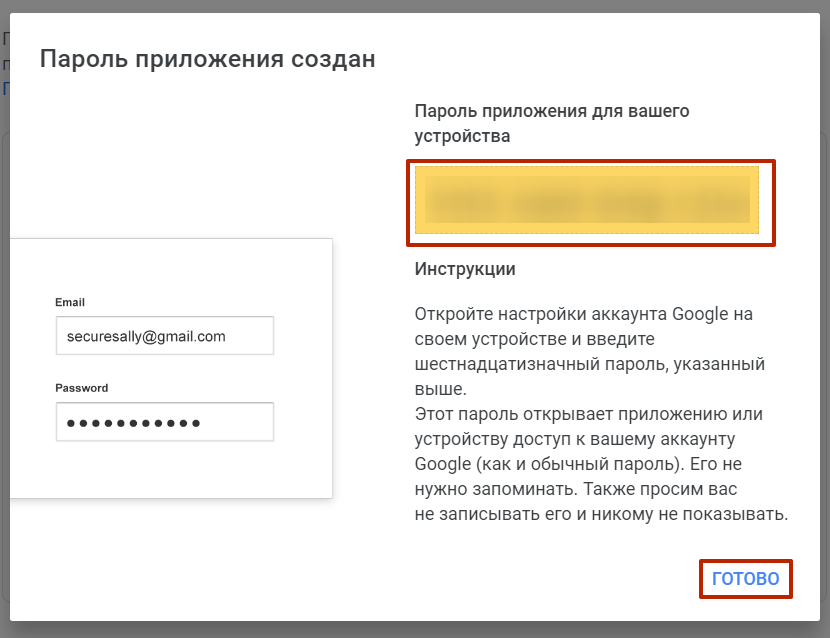 Пароль приложения создан
Пароль приложения для вашего
устройства
Инструкции
Откройте настройки аккаунта Google на
своем устройстве и введите
шестнадцатизначный пароль, указанный
выше.
Этот пароль открывает приложению или
устройству доступ к вашему аккаунту
Google (как и обычный пароль). Его не
нужно запоминать. Также просим вас
не записывать его и никому не показывать.
Email
securesally@gmail.com
Password
ГОТОВО